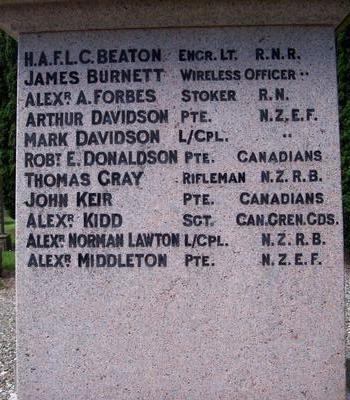 H.A.F.L.C. BEATON ENGR. LT. R.N.R.
JAMES BURNETT WIRELESS OFFICER "
ALEXR A. FORBES STOKER R.N.
ARTHUR DAVIDSON PTE. N.Z.E.F.
MARK DAVIDSON L/CPL. "
ROBT E. DONALDSON PTE. CANADIANS
THOMAS GRAY RIFLEMAN N.Z.R.B.
JOHN KEIR PTE. CANADIANS
ALEXR KIDD SGT. CAN. GREN. GDS.
ALEXR NORMAN LAWTON L/CPL. N.Z.R.B.
ALEXR MIDDLETON PTE. N.Z.E.F.